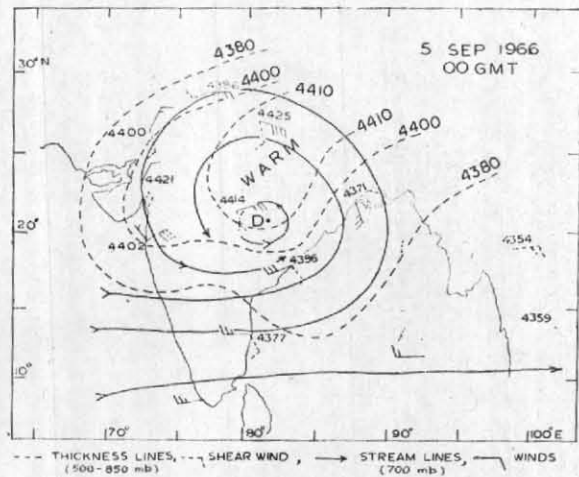 4380
5 SEP 1966
00 GMT
30°N
4400
4410
4400
4425
4410
4400
WARM
4421
4371
4380
4414
D
20°
4402
4396
4354
4377
4359
10°
70°
80°
90°
100°E
THICKNESS LINES, SHEAR WIND, STREAM LINES, WINDS
(500-850 mb) (700 mb)